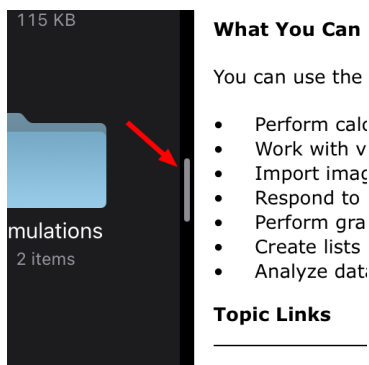 115 KB
mulations
2 items
What You Can
You can use the
• Perform calc
• Work with v
• Import imag
• Respond to
• Perform gra
• Create lists
• Analyze data
Topic Links